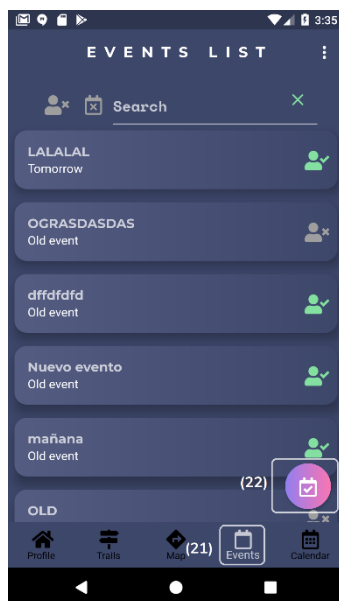 3:35
EVENTS LIST
Search
LALALAL
Tomorrow
OGRASDASDAS
Old event
dffdfdfd
Old event
Nuevo evento
Old event
mañana
Old event
(22)
OLD
Profile
Trails
Map
(21)
Events
Calendar